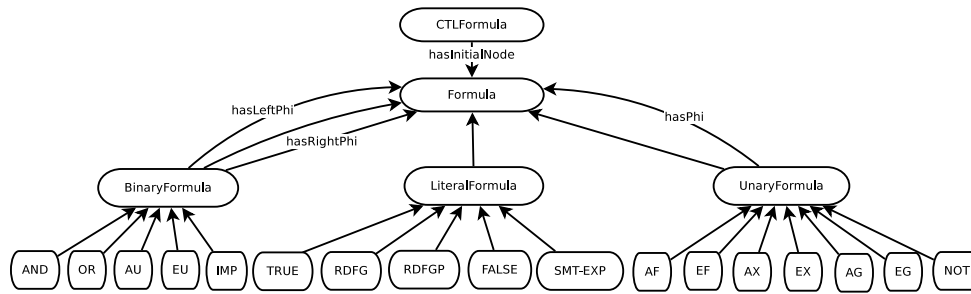 CTLFormula
hasInitialNode
Formula
hasLeftPhi
hasPhi
hasRightPhi
BinaryFormula
LiteralFormula
UnaryFormula
AND
OR
AU
EU
IMP
TRUE
RDFG
RDFGP
FALSE
SMT-EXP
AF
EF
AX
EX
AG
EG
NOT